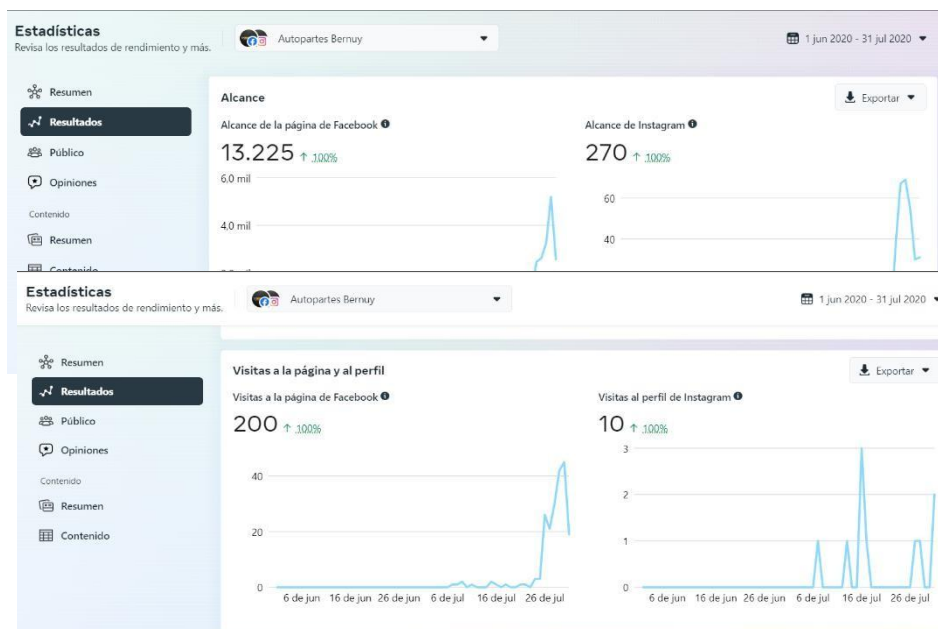 Estadísticas
Revisa los resultados de rendimiento y más.
Autopartes Bernuy
1 jun 2020 - 31 jul 2020
Resumen
Resultados
Público
Opiniones
Contenido
Resumen
Contenido
Alcance
Exportar
Alcance de la página de Facebook
13.225 ↑ 100%
6,0 mil
4,0 mil
Alcance de Instagram
270 ↑ 100%
60
40
Estadísticas
Revisa los resultados de rendimiento y más.
Autopartes Bernuy
1 jun 2020 - 31 jul 2020
Resumen
Resultados
Público
Opiniones
Contenido
Resumen
Contenido
Visitas a la página y al perfil
Exportar
Visitas a la página de Facebook
200 ↑ 100%
40
20
0
6 de jun 16 de jun 26 de jun 6 de jul 16 de jul 26 de jul
Visitas al perfil de Instagram
10 ↑ 100%
3
2
1
0
6 de jun 16 de jun 26 de jun 6 de jul 16 de jul 26 de jul